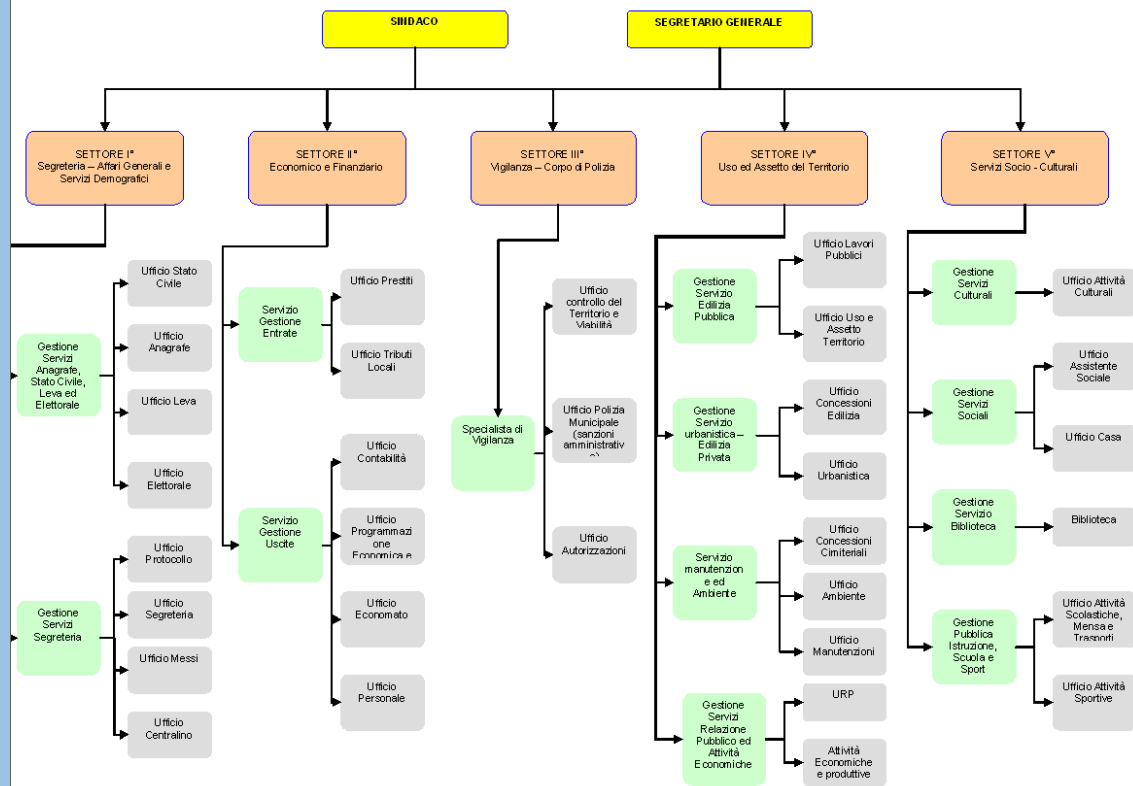 SINDACO
SEGRETARIO GENERALE
SETTORE I°
Segreteria – Affari Generali e
Servizi Demografici
SETTORE II°
Economico e Finanziario
SETTORE III°
Vigilanza – Corpo di Polizia
SETTORE IV°
Uso ed Assetto del Territorio
SETTORE V°
Servizi Socio - Culturali
Gestione
Servizi
Anagrafe,
Stato Civile,
Leva ed
Elettorale
Ufficio Stato
Civile
Ufficio
Anagrafe
Ufficio Leva
Ufficio
Elettorale
Gestione
Servizi
Segreteria
Ufficio
Protocollo
Ufficio
Segreteria
Ufficio Messi
Ufficio
Centralino
Servizio
Gestione
Entrate
Ufficio Prestiti
Ufficio Tributi
Locali
Servizio
Gestione
Uscite
Ufficio
Contabilità
Ufficio
Programmazi
one
Economica e
Ufficio
Economato
Ufficio
Personale
Specialista di
Vigilanza
Ufficio
controllo del
Territorio e
Viabilità
Ufficio Polizia
Municipale
(sanzioni
amministrativ
e)
Ufficio
Autorizzazioni
Gestione
Servizio
Edilizia
Pubblica
Ufficio Lavori
Pubblici
Ufficio Uso e
Assetto
Territorio
Gestione
Servizio
urbanistica –
Edilizia
Privata
Ufficio
Concessioni
Edilizia
Ufficio
Urbanistica
Servizio
manutenzion
e ed
Ambiente
Ufficio
Concessioni
Cimiteriali
Ufficio
Ambiente
Ufficio
Manutenzioni
Gestione
Servizi
Relazione
Pubblico ed
Attività
Economiche
URP
Attività
Economiche
e produttive
Gestione
Servizi
Culturali
Ufficio Attività
Culturali
Gestione
Servizi
Sociali
Ufficio
Assistente
Sociale
Ufficio Casa
Gestione
Servizio
Biblioteca
Biblioteca
Gestione
Pubblica
Istruzione,
Scuola e
Sport
Ufficio Attività
Scolastiche,
Mensa e
Trasporti
Ufficio Attività
Sportive